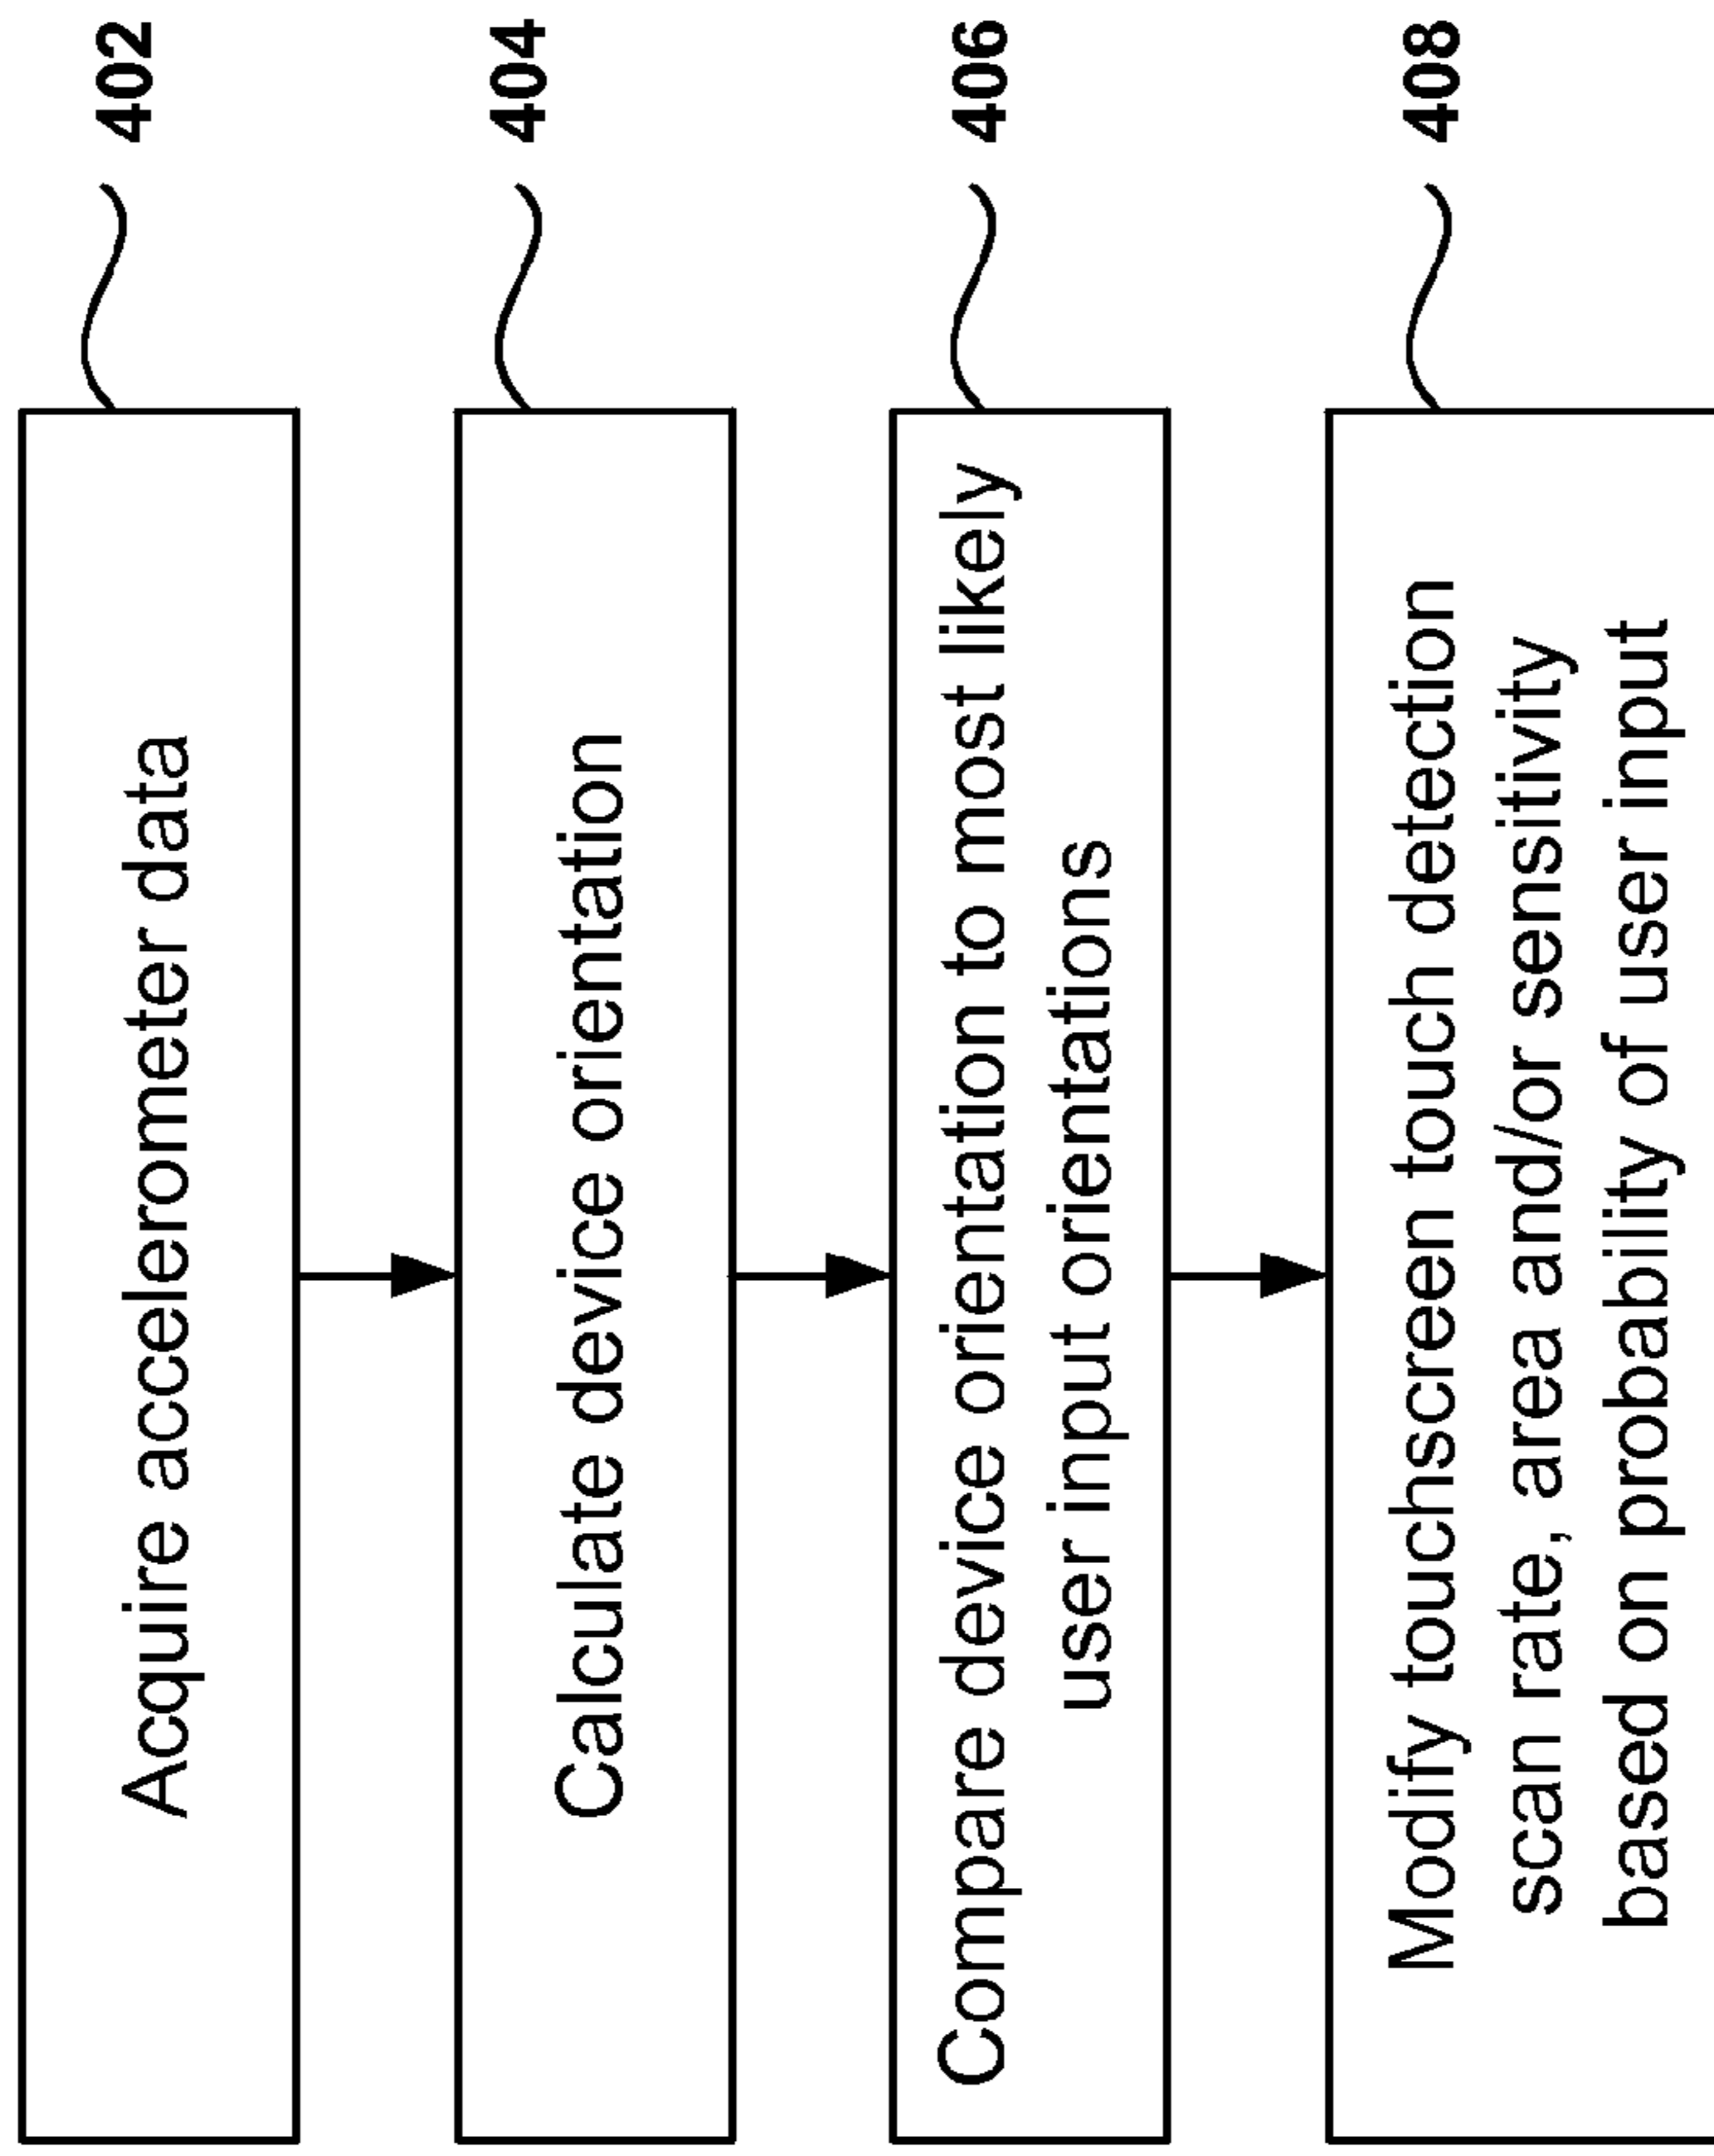 Acquire accelerometer data
402
Calculate device orientation
404
Compare device orientation to most likely
user input orientations
406
Modify touchscreen touch detection
scan rate, area and/or sensitivity
based on probability of user input
408